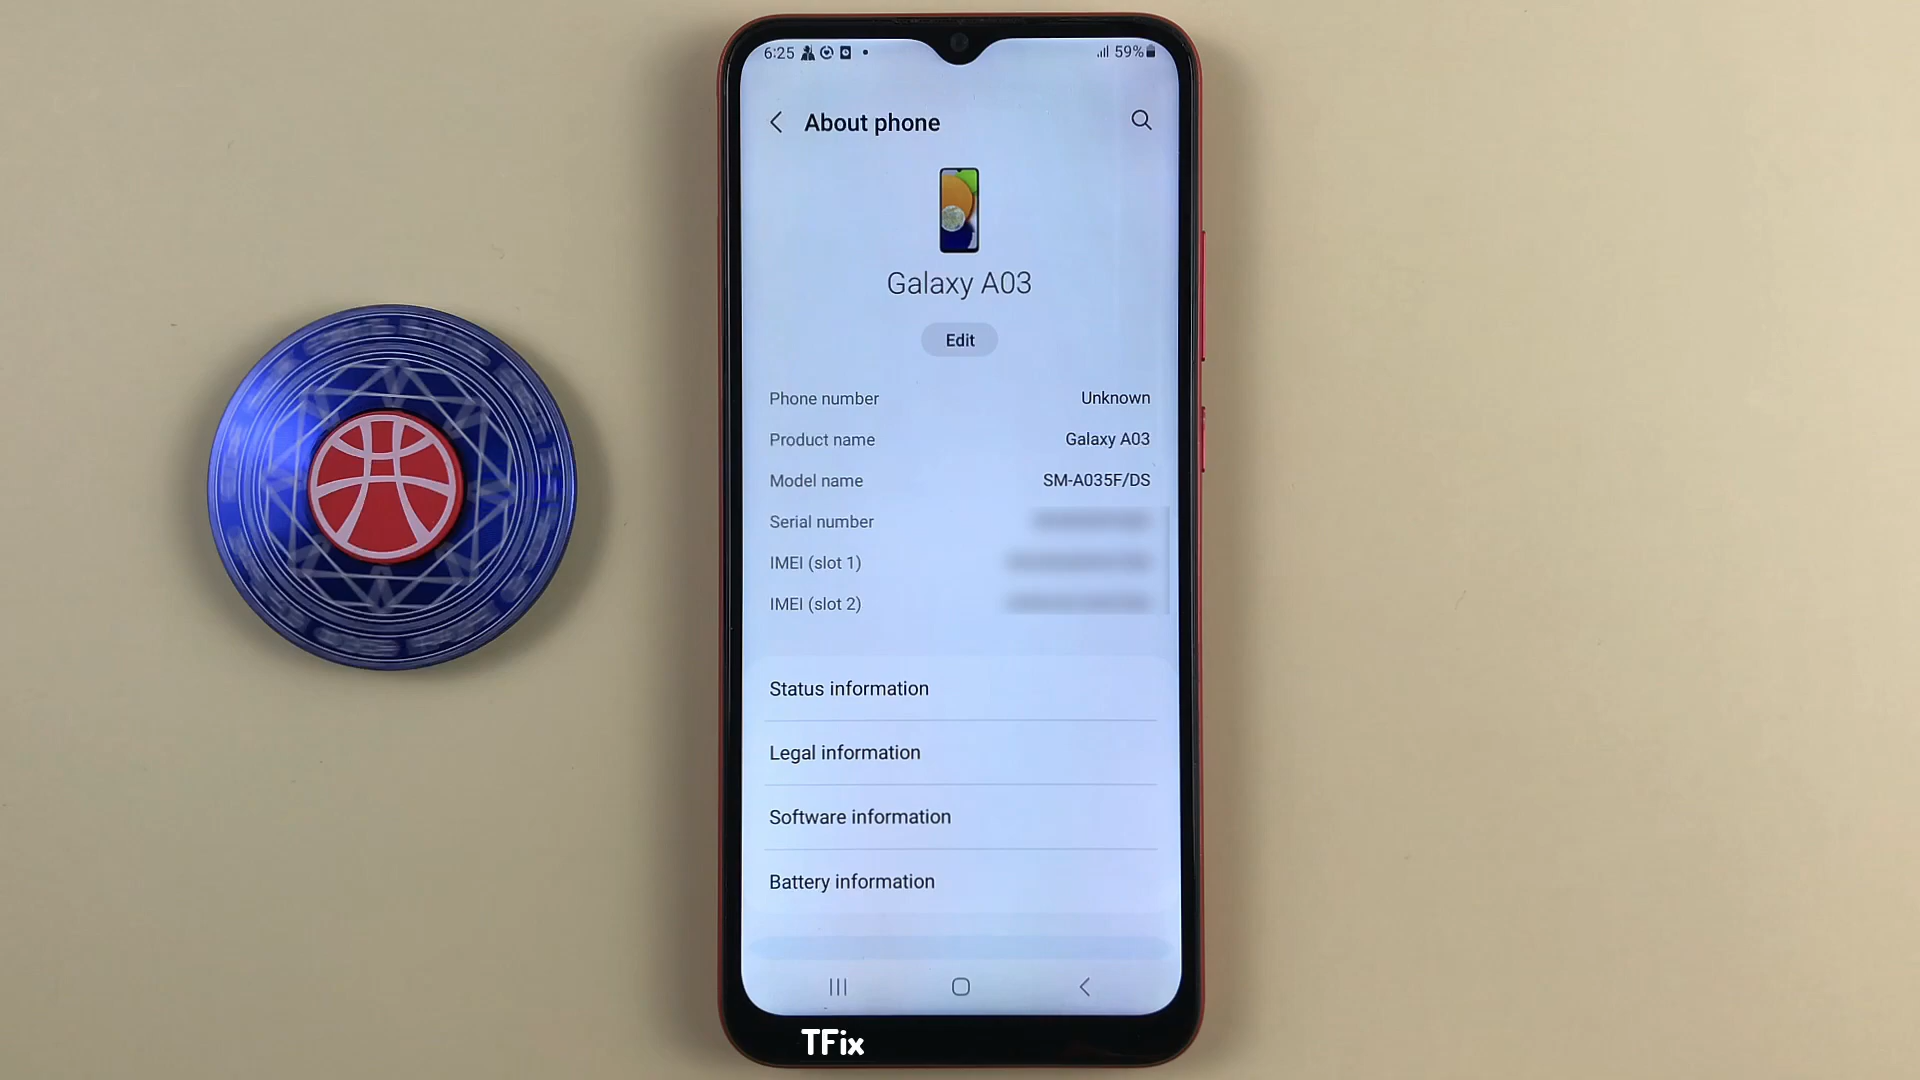 6:25
59%
About phone
Galaxy A03
Edit
Phone number Unknown
Product name Galaxy A03
Model name SM-A035F/DS
Serial number
IMEI (slot 1)
IMEI (slot 2)
Status information
Legal information
Software information
Battery information
TFix